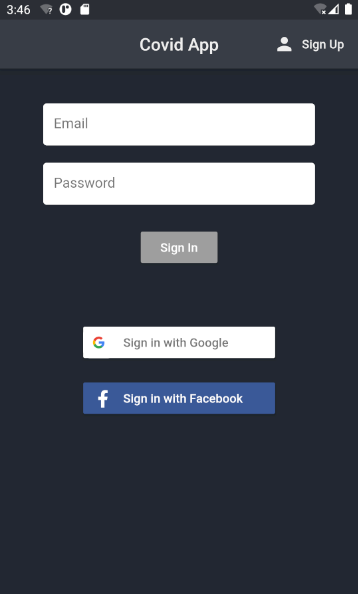 3:46
Covid App
Sign Up
Email
Password
Sign In
Sign in with Google
Sign in with Facebook